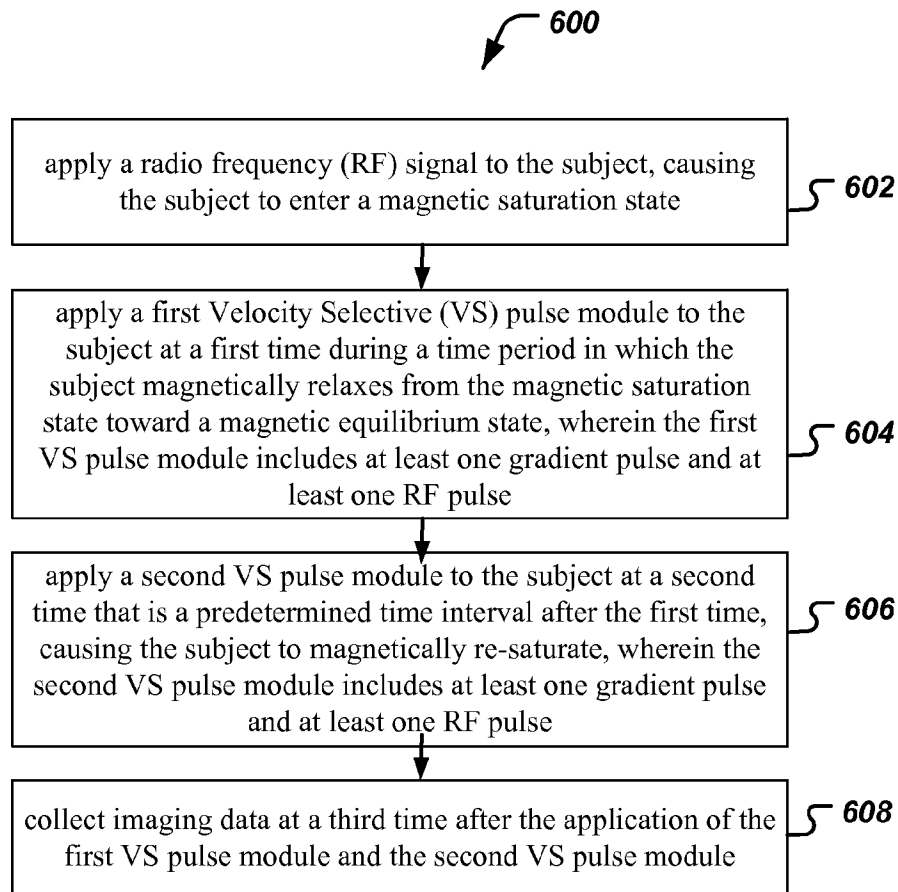 600
apply a radio frequency (RF) signal to the subject, causing
the subject to enter a magnetic saturation state
602
apply a first Velocity Selective (VS) pulse module to the
subject at a first time during a time period in which the
subject magnetically relaxes from the magnetic saturation
state toward a magnetic equilibrium state, wherein the first
VS pulse module includes at least one gradient pulse and at
least one RF pulse
604
apply a second VS pulse module to the subject at a second
time that is a predetermined time interval after the first time,
causing the subject to magnetically re-saturate, wherein the
second VS pulse module includes at least one gradient pulse
and at least one RF pulse
606
collect imaging data at a third time after the application of the
first VS pulse module and the second VS pulse module
608